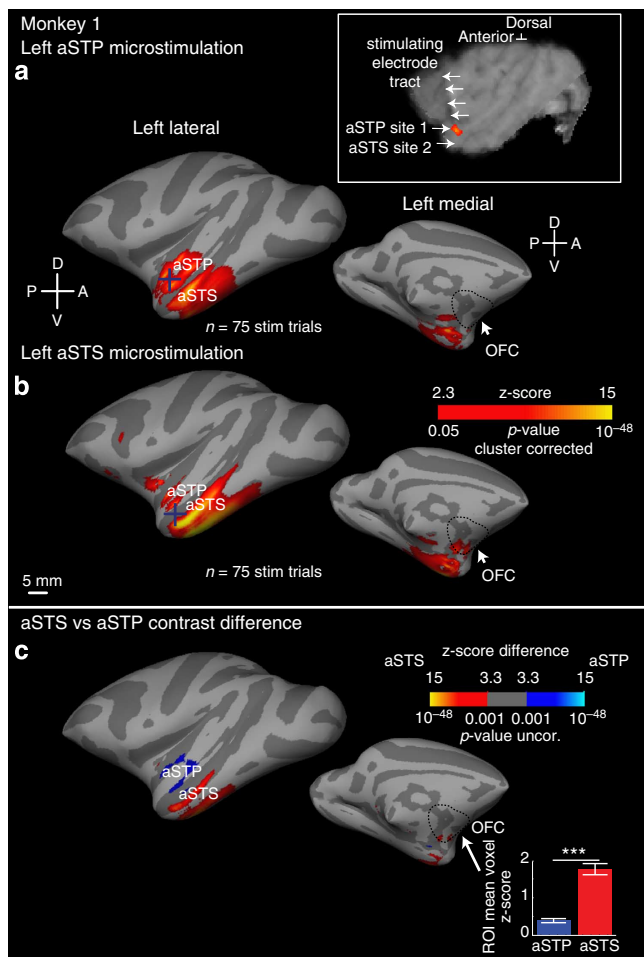 Monkey 1
Left aSTP microstimulation
a
Dorsal
Anterior
stimulating
electrode
tract
aSTP site 1
aSTS site 2
Left lateral
Left medial
D
P A
V
D
P A
V
aSTP
aSTS
n = 75 stim trials
OFC
Left aSTS microstimulation
b
2.3 z-score 15
0.05 p-value 10⁻⁴⁸
cluster corrected
aSTP
aSTS
n = 75 stim trials
OFC
5 mm
aSTS vs aSTP contrast difference
c
z-score difference
aSTS aSTP
15 3.3 3.3 15
10⁻⁴⁸ 0.001 0.001 10⁻⁴⁸
p-value uncor.
aSTP
aSTS
OFC
ROI mean voxel
z-score
2
1
0
***
aSTP aSTS